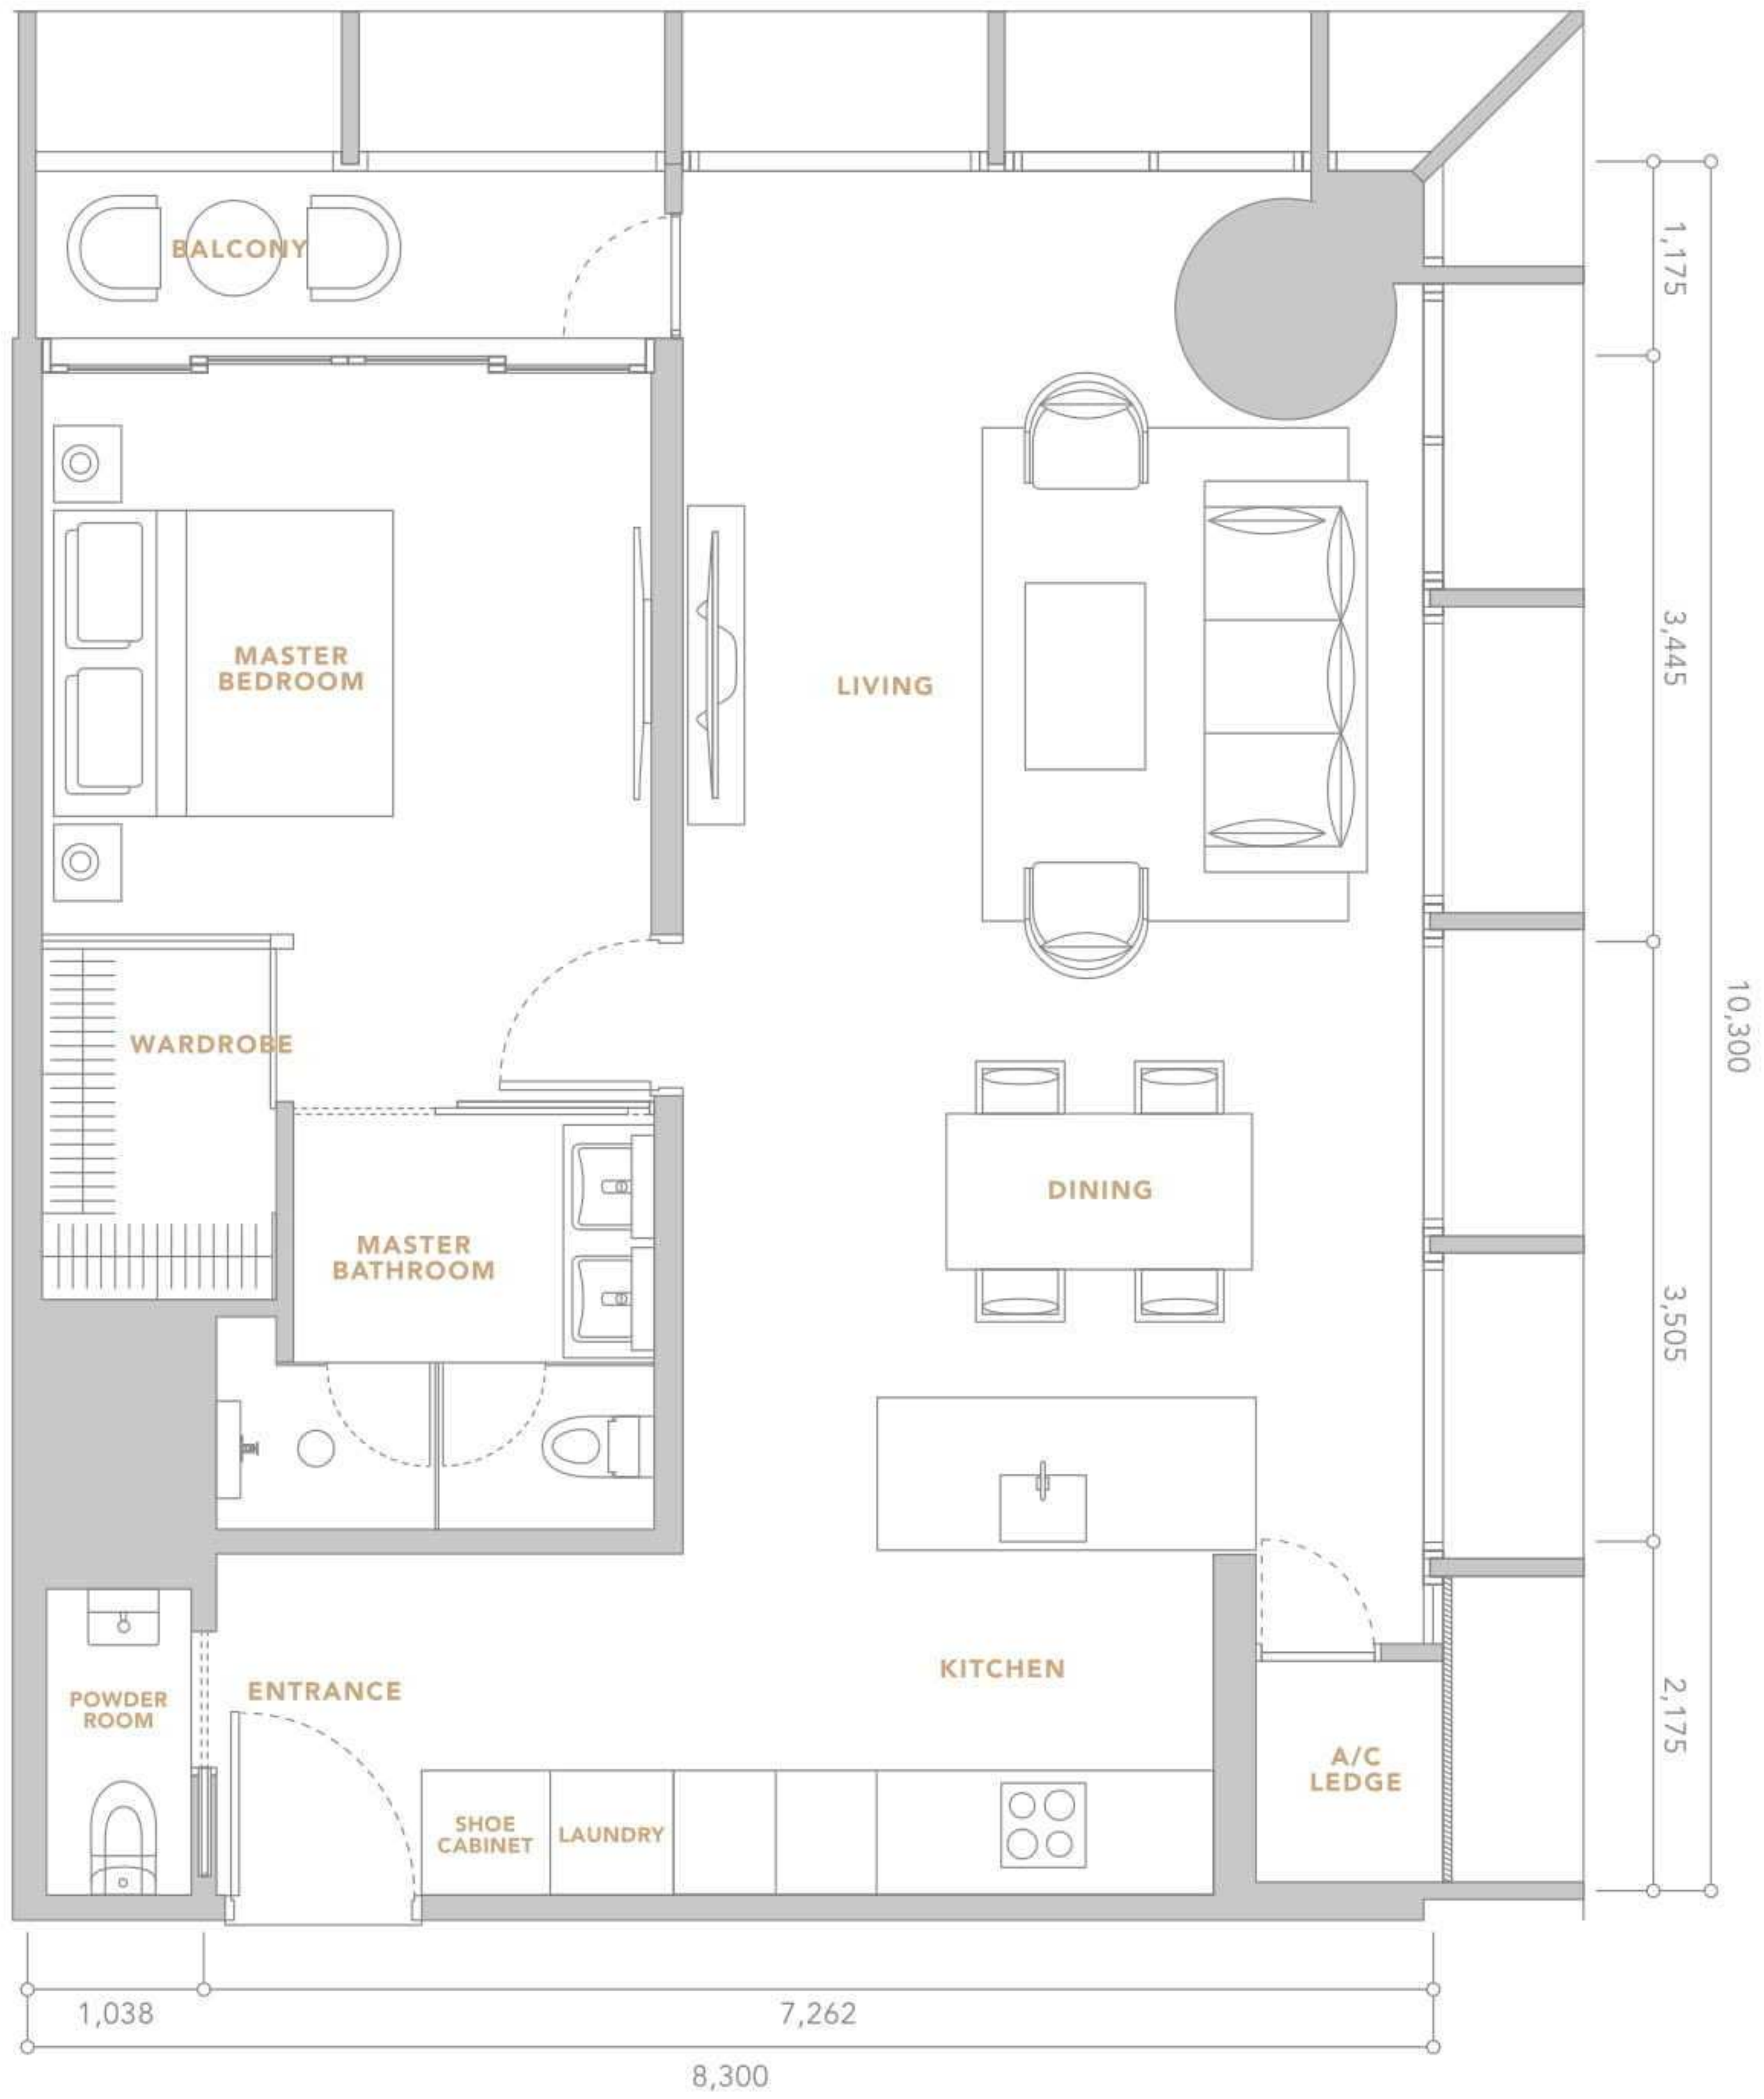 BALCONY
1,175
MASTER
BEDROOM
LIVING
3,445
10,300
WARDROBE
DINING
MASTER
BATHROOM
3,505
ENTRANCE
KITCHEN
POWDER
ROOM
2,175
A/C
LEDGE
SHOE
CABINET
LAUNDRY
1,038
7,262
8,300